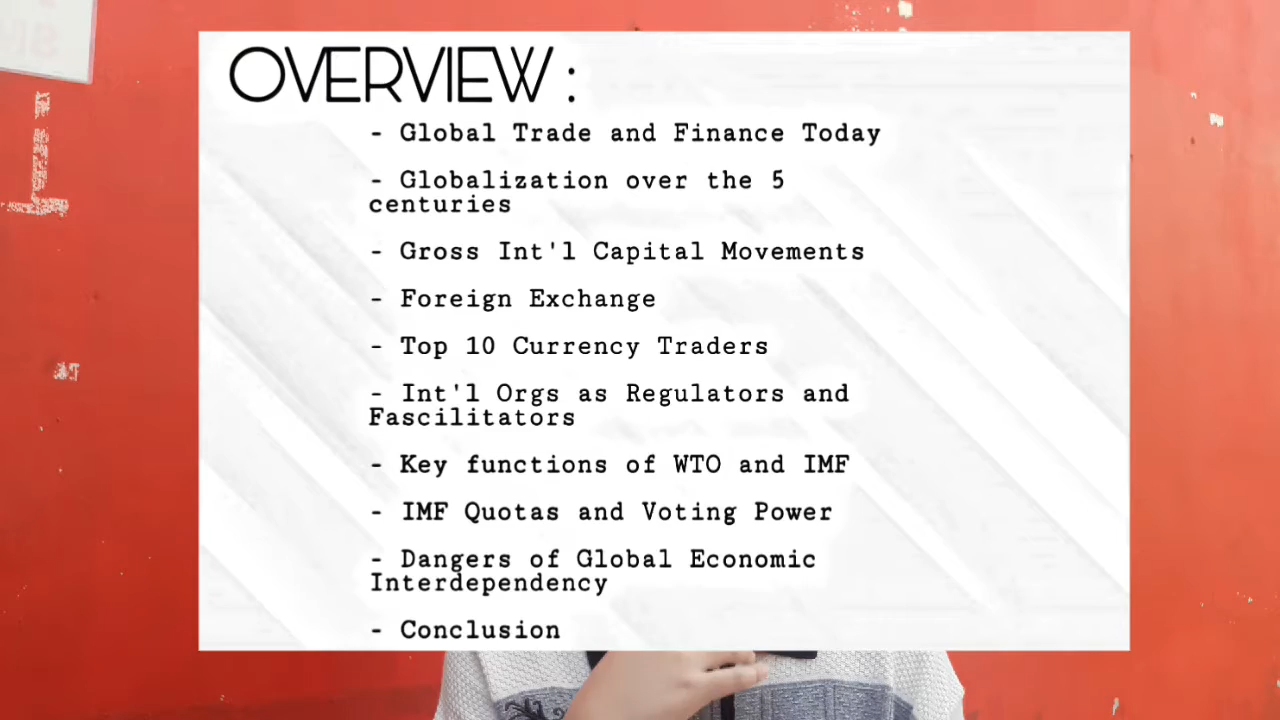 OVERVIEW :
- Global Trade and Finance Today
- Globalization over the 5
centuries
- Gross Int'l Capital Movements
- Foreign Exchange
- Top 10 Currency Traders
- Int'l Orgs as Regulators and
Fascilitators
- Key functions of WTO and IMF
- IMF Quotas and Voting Power
- Dangers of Global Economic
Interdependency
- Conclusion